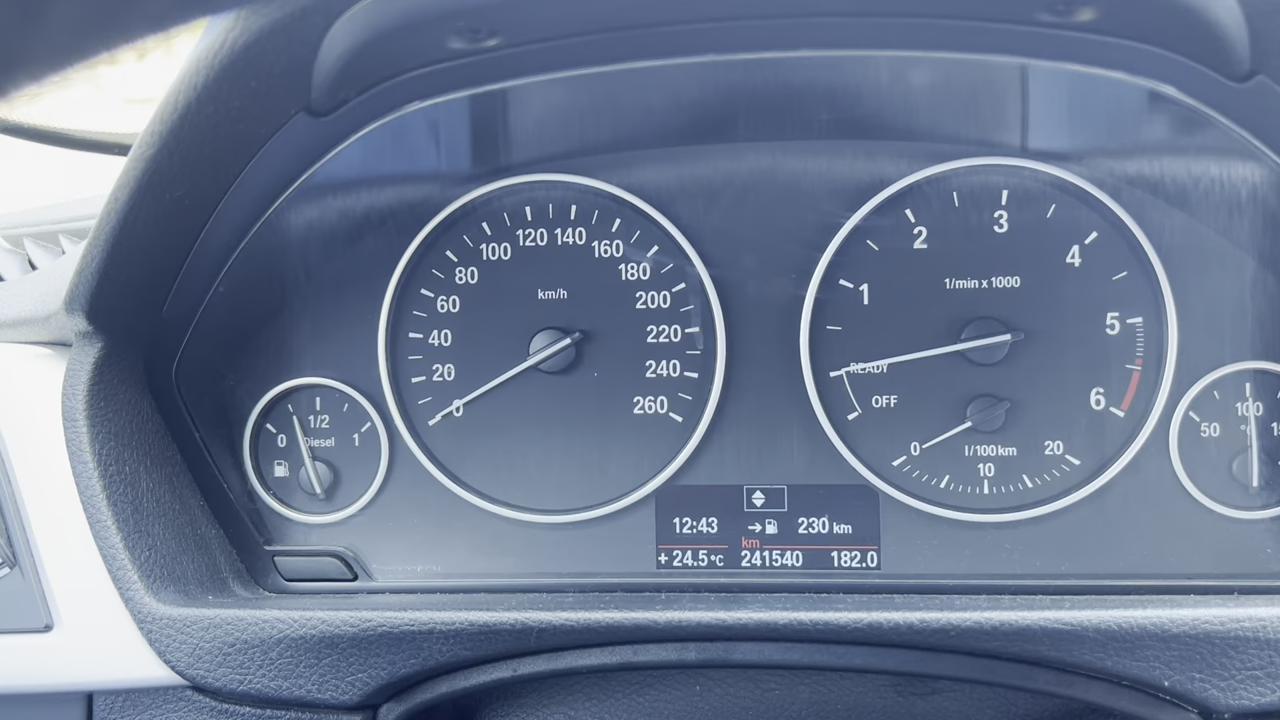 0 1/2 1
Diesel
km/h
0 20 40 60 80 100 120 140 160 180 200 220 240 260
1/min x 1000
1 2 3 4 5 6
READY
OFF
l/100km
0 10 20
50 100
°C
12:43 230 km
km
+24.5°C 241540 182.0